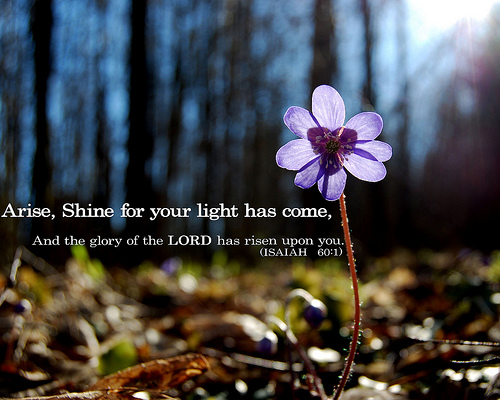 Arise, Shine for your light has come,
And the glory of the LORD has risen upon you.
(ISAIAH 60:1)